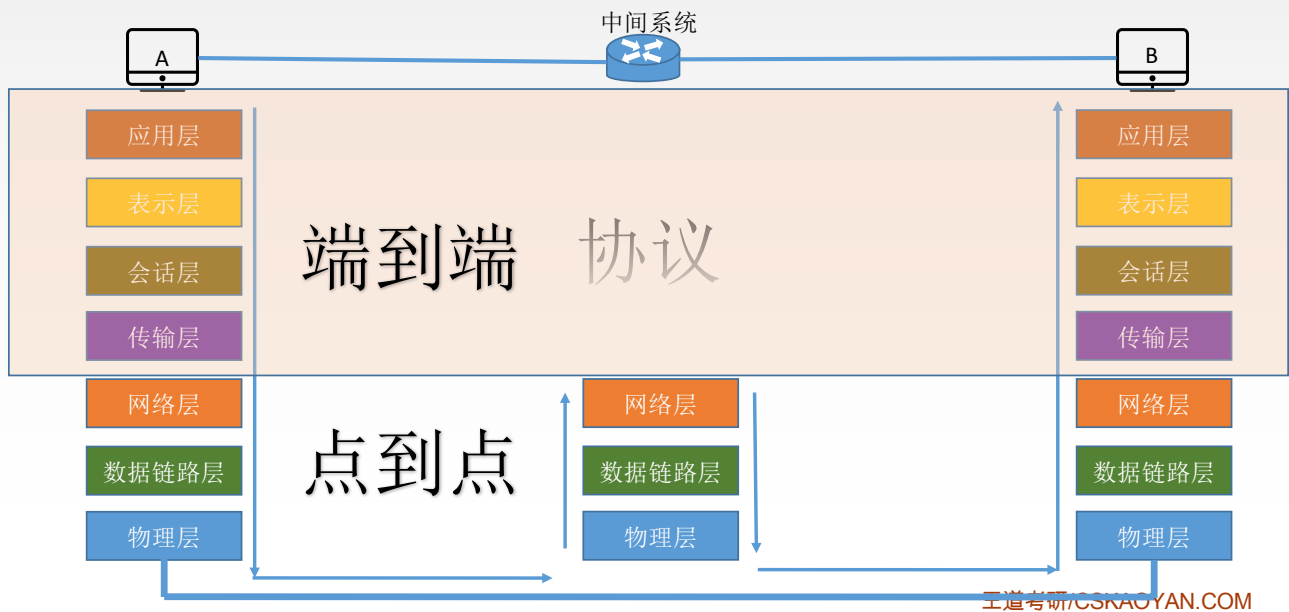 中间系统
A
B
应用层
应用层
表示层
表示层
端到端
协议
会话层
会话层
传输层
传输层
网络层
网络层
网络层
点到点
数据链路层
数据链路层
数据链路层
物理层
物理层
物理层
王道考研/CSKAOYAN.COM